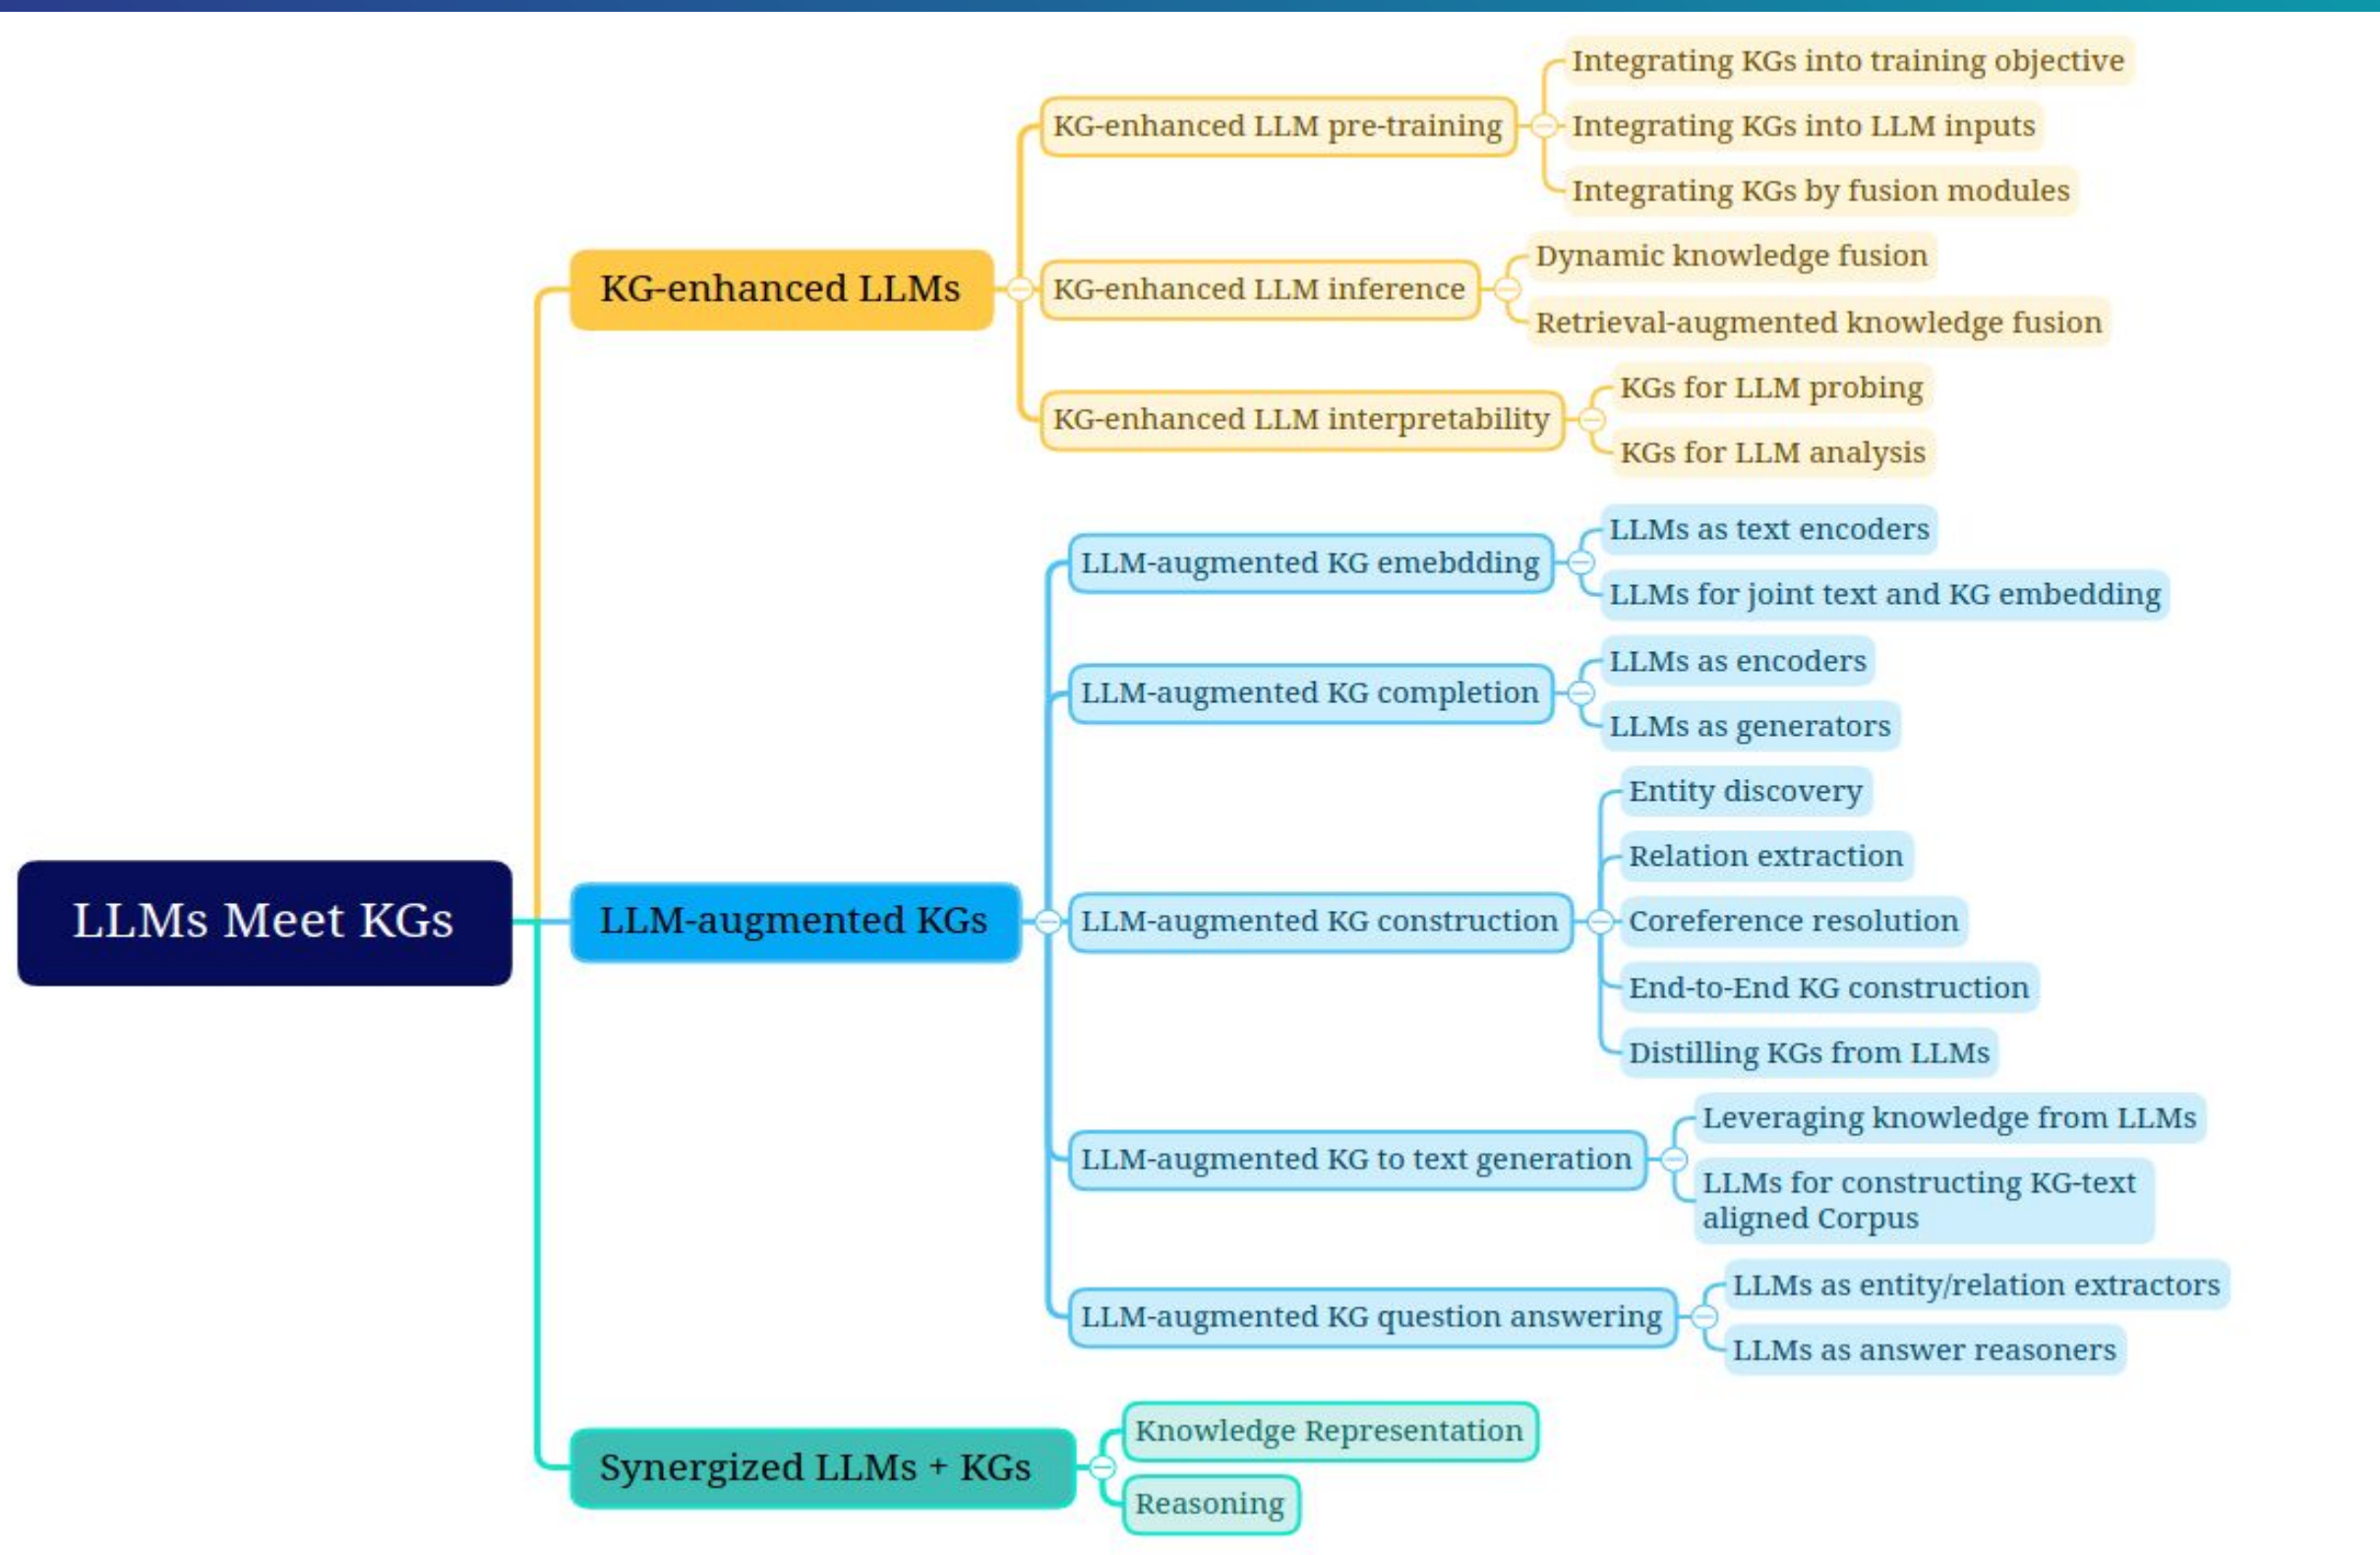 LLMs Meet KGs
KG-enhanced LLMs
KG-enhanced LLM pre-training
Integrating KGs into training objective
Integrating KGs into LLM inputs
Integrating KGs by fusion modules
KG-enhanced LLM inference
Dynamic knowledge fusion
Retrieval-augmented knowledge fusion
KG-enhanced LLM interpretability
KGs for LLM probing
KGs for LLM analysis
LLM-augmented KGs
LLM-augmented KG emebdding
LLMs as text encoders
LLMs for joint text and KG embedding
LLM-augmented KG completion
LLMs as encoders
LLMs as generators
LLM-augmented KG construction
Entity discovery
Relation extraction
Coreference resolution
End-to-End KG construction
Distilling KGs from LLMs
LLM-augmented KG to text generation
Leveraging knowledge from LLMs
LLMs for constructing KG-text
aligned Corpus
LLM-augmented KG question answering
LLMs as entity/relation extractors
LLMs as answer reasoners
Synergized LLMs + KGs
Knowledge Representation
Reasoning